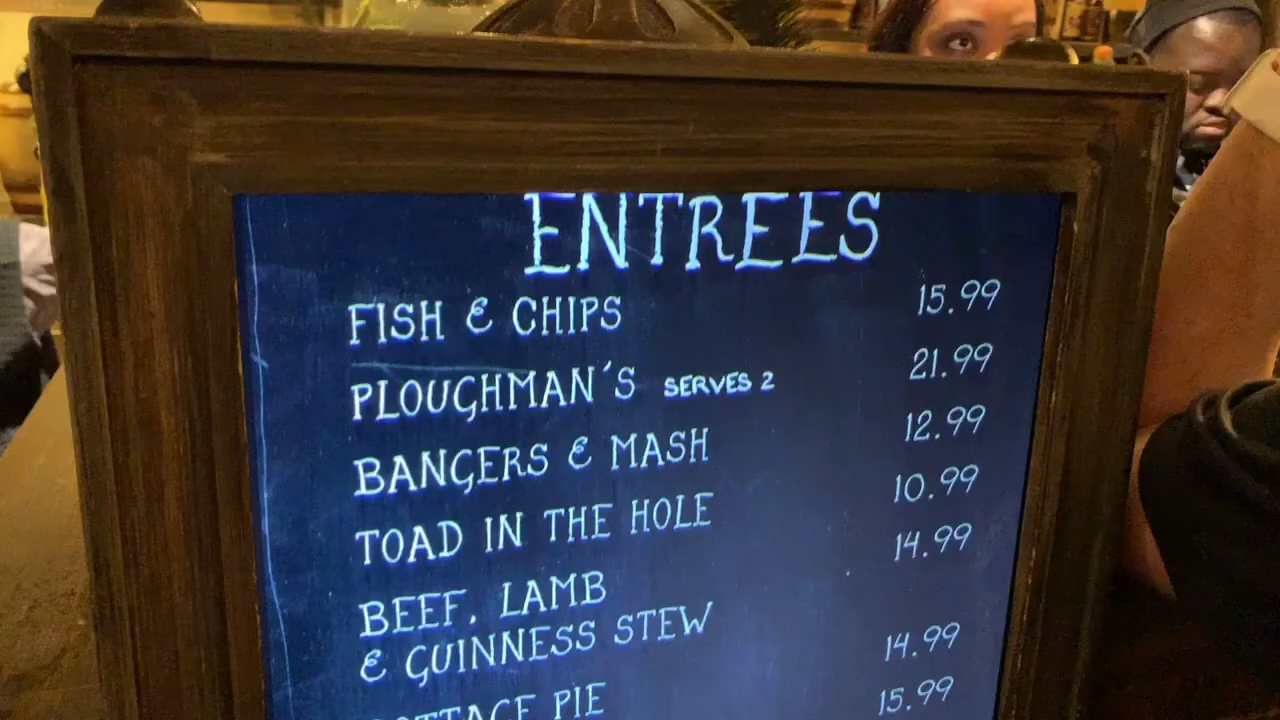 ENTREES
FISH & CHIPS 15.99
PLOUGHMAN'S SERVES 2 21.99
BANGERS & MASH 12.99
TOAD IN THE HOLE 10.99
BEEF, LAMB 14.99
& GUINNESS STEW
COTTAGE PIE 14.99
15.99